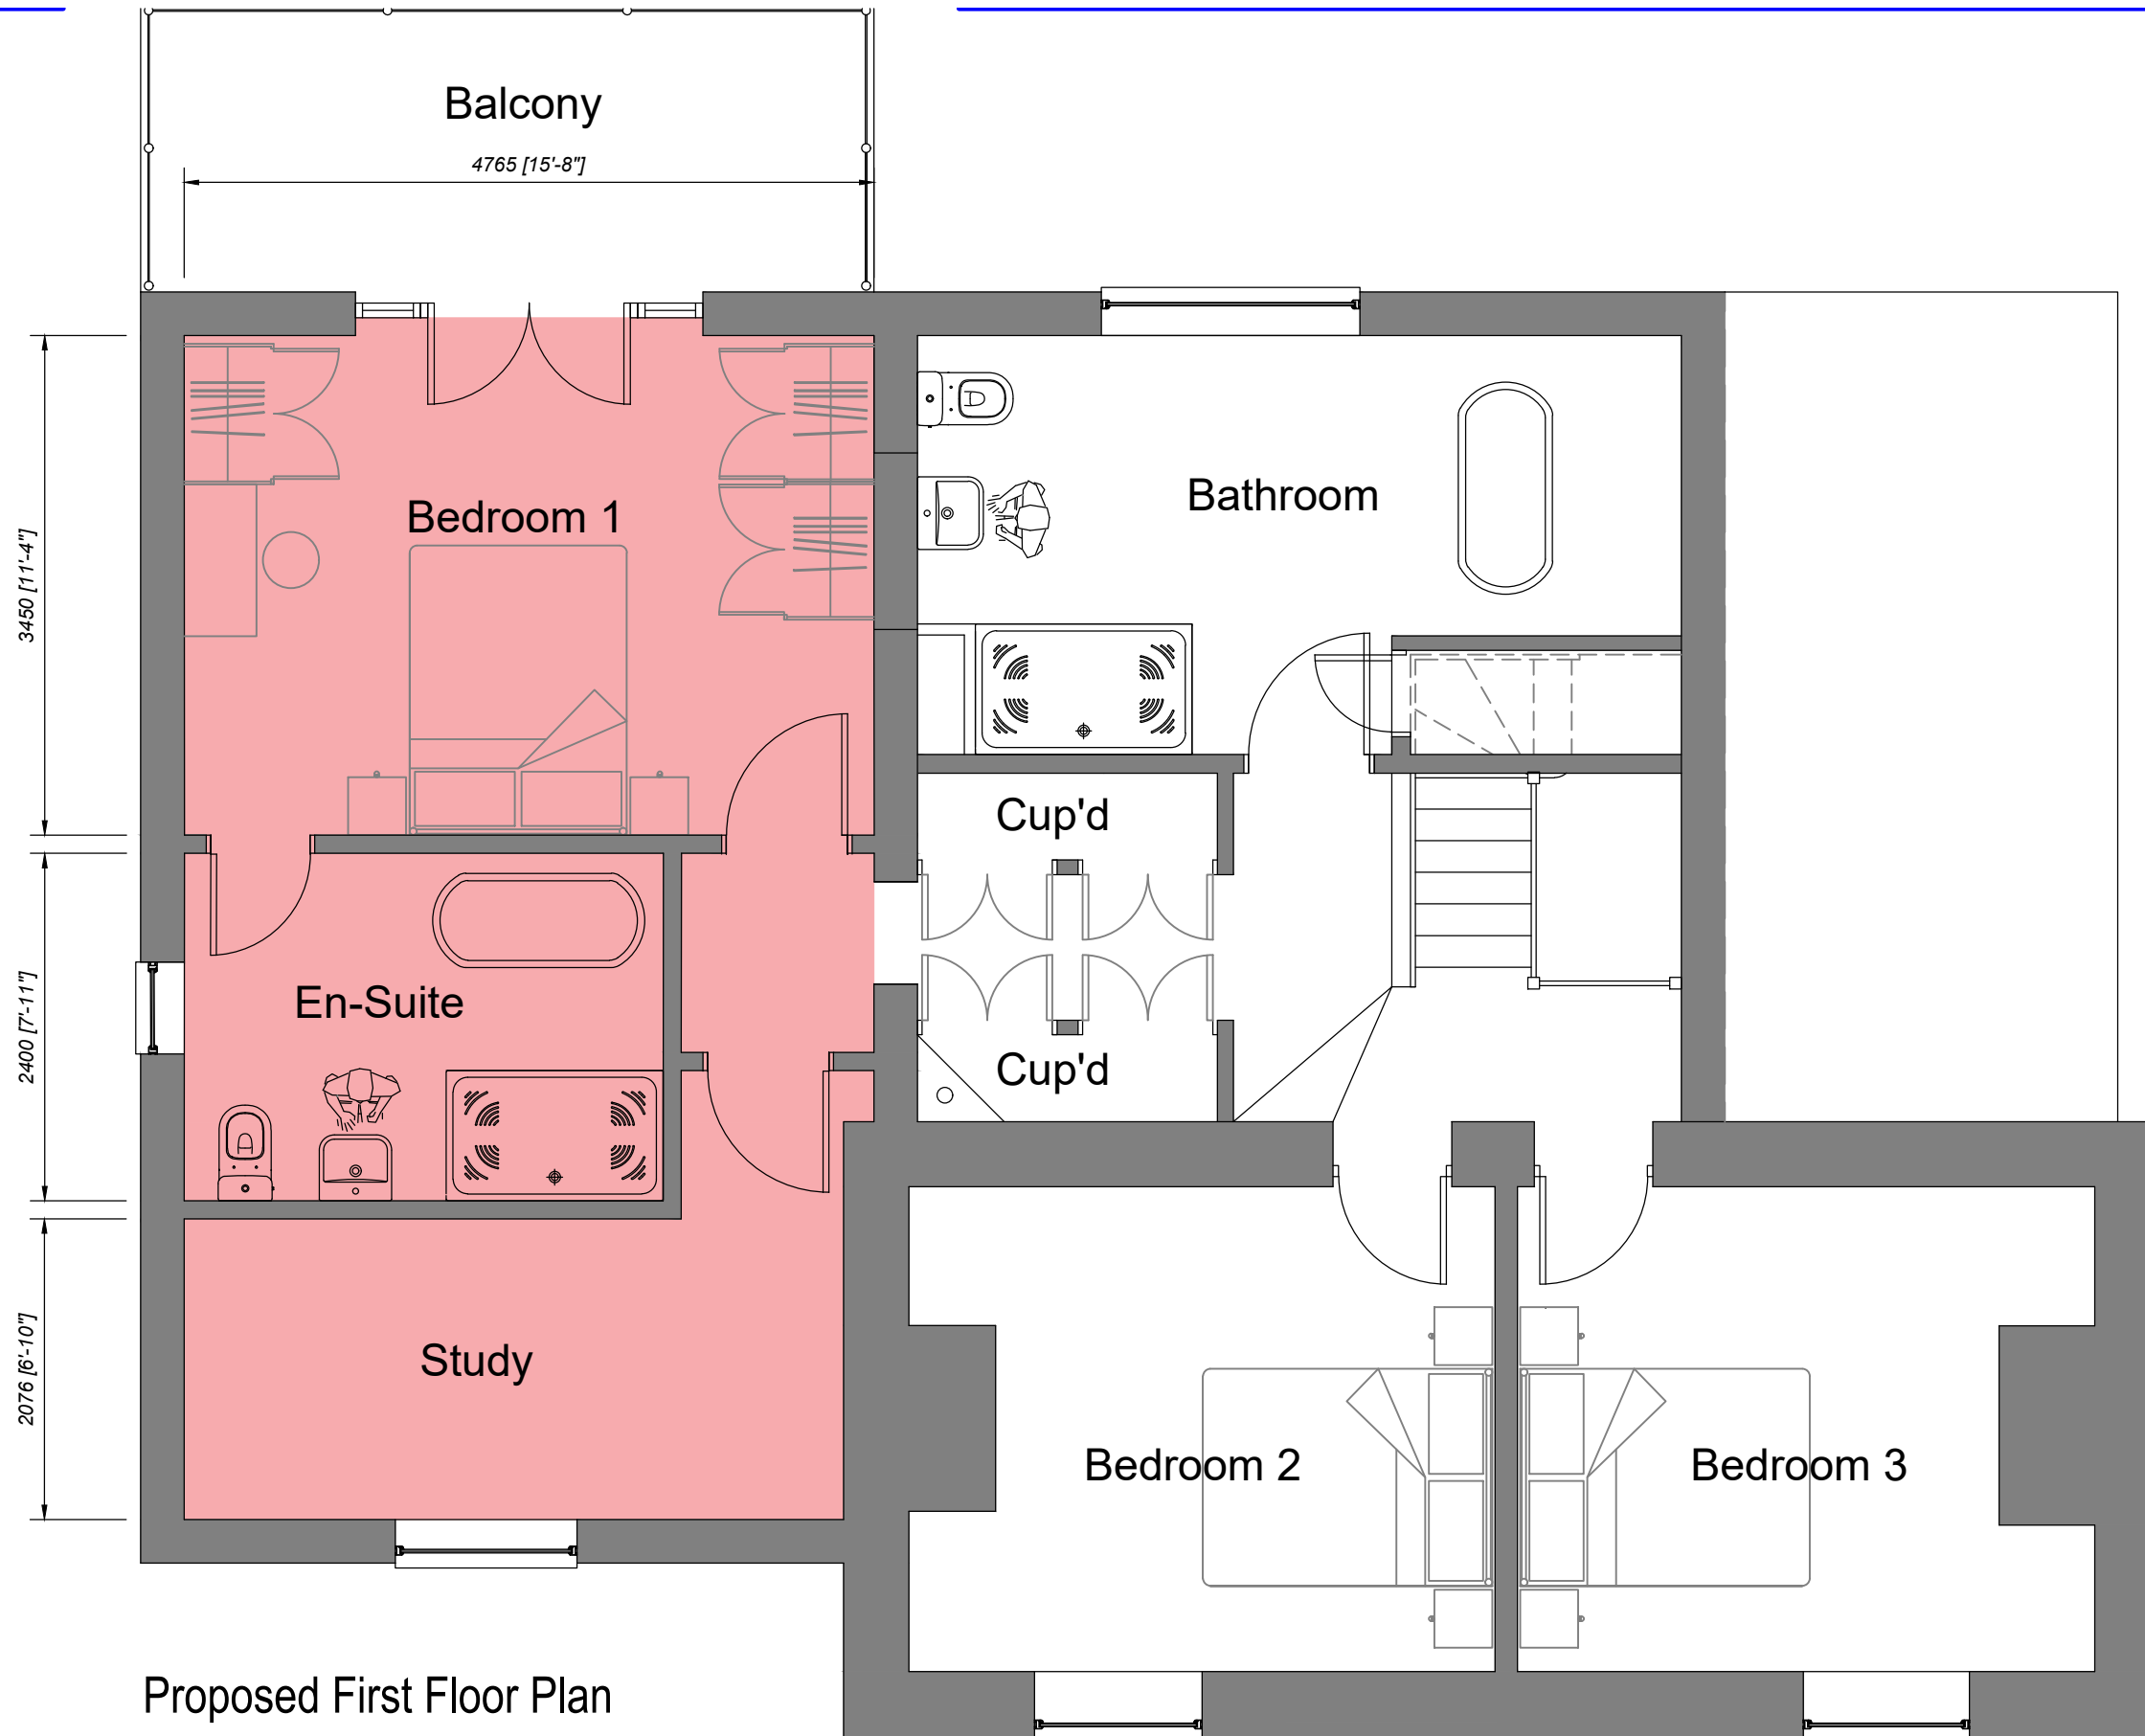 Balcony
4765 [15'-8"]
Bedroom 1
Bathroom
3450 [11'-4"]
Cup'd
En-Suite
2400 [7'-11"]
Cup'd
Study
2076 [6'-10"]
Bedroom 2
Bedroom 3
Proposed First Floor Plan